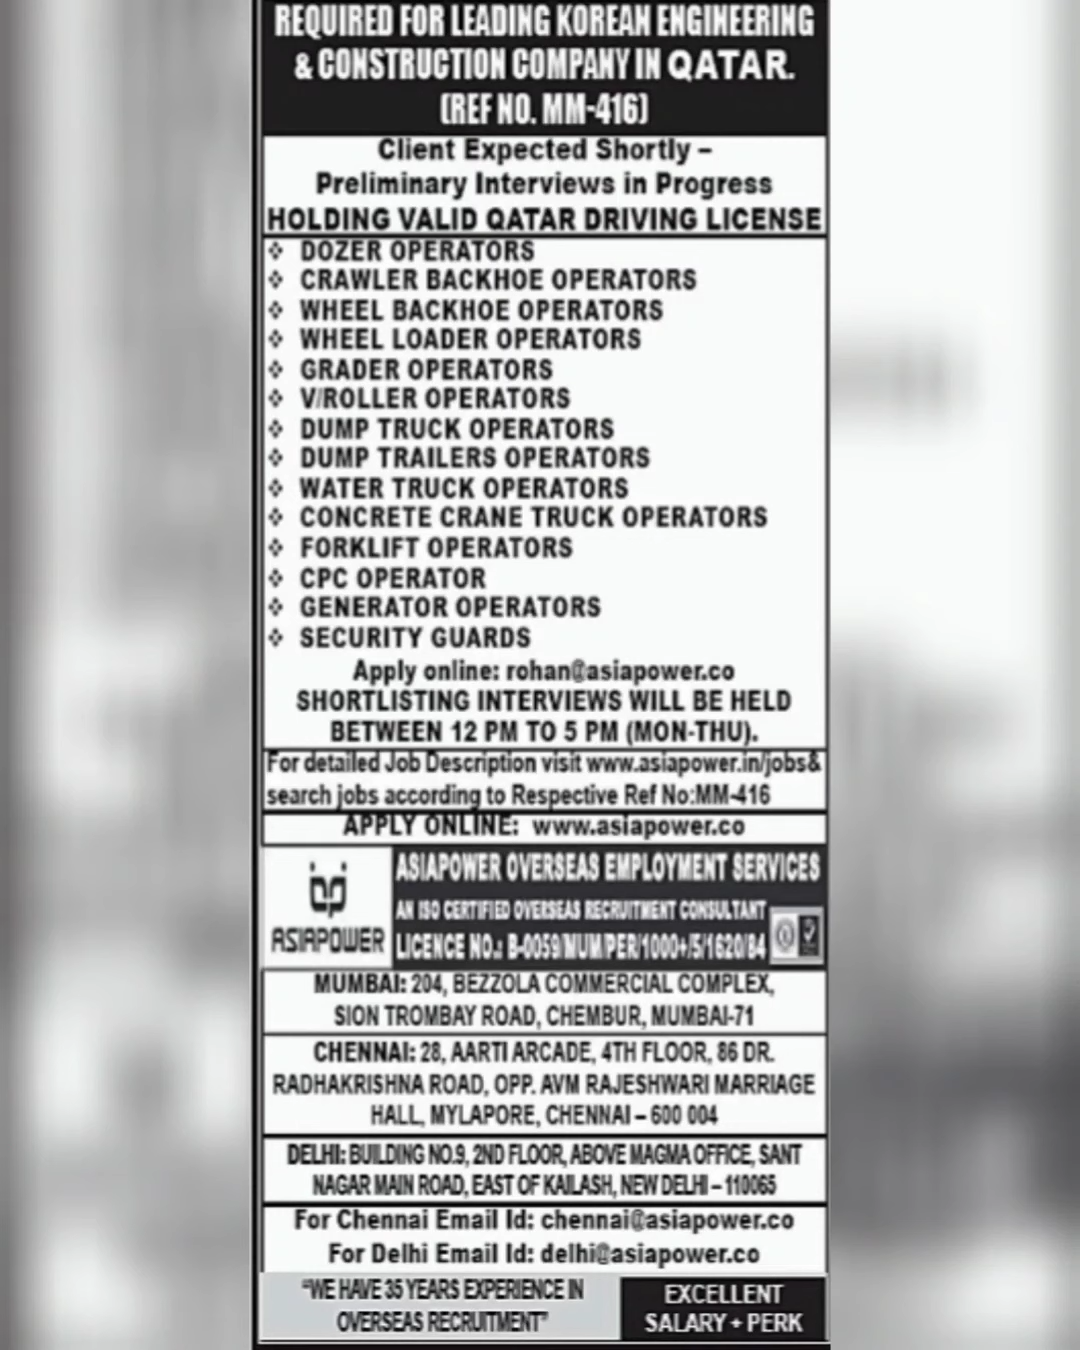 REQUIRED FOR LEADING KOREAN ENGINEERING
& CONSTRUCTION COMPANY IN QATAR.
(REF NO. MM-416)
Client Expected Shortly –
Preliminary Interviews in Progress
HOLDING VALID QATAR DRIVING LICENSE
❖ DOZER OPERATORS
❖ CRAWLER BACKHOE OPERATORS
❖ WHEEL BACKHOE OPERATORS
❖ WHEEL LOADER OPERATORS
❖ GRADER OPERATORS
❖ V/ROLLER OPERATORS
❖ DUMP TRUCK OPERATORS
❖ DUMP TRAILERS OPERATORS
❖ WATER TRUCK OPERATORS
❖ CONCRETE CRANE TRUCK OPERATORS
❖ FORKLIFT OPERATORS
❖ CPC OPERATOR
❖ GENERATOR OPERATORS
❖ SECURITY GUARDS
Apply online: rohan@asiapower.co
SHORTLISTING INTERVIEWS WILL BE HELD
BETWEEN 12 PM TO 5 PM (MON-THU).
For detailed Job Description visit www.asiapower.in/jobs&
search jobs according to Respective Ref No:MM-416
APPLY ONLINE: www.asiapower.co
ASIAPOWER
ASIAPOWER OVERSEAS EMPLOYMENT SERVICES
AN ISO CERTIFIED OVERSEAS RECRUITMENT CONSULTANT
LICENCE NO.: B-0059/MUM/PER/1000+/5/1620/84
MUMBAI: 204, BEZZOLA COMMERCIAL COMPLEX,
SION TROMBAY ROAD, CHEMBUR, MUMBAI-71
CHENNAI: 28, AARTI ARCADE, 4TH FLOOR, 86 DR.
RADHAKRISHNA ROAD, OPP. AVM RAJESHWARI MARRIAGE
HALL, MYLAPORE, CHENNAI – 600 004
DELHI: BUILDING NO.9, 2ND FLOOR, ABOVE MAGMA OFFICE, SANT
NAGAR MAIN ROAD, EAST OF KAILASH, NEW DELHI – 110065
For Chennai Email Id: chennai@asiapower.co
For Delhi Email Id: delhi@asiapower.co
"WE HAVE 35 YEARS EXPERIENCE IN
OVERSEAS RECRUITMENT"
EXCELLENT
SALARY + PERK